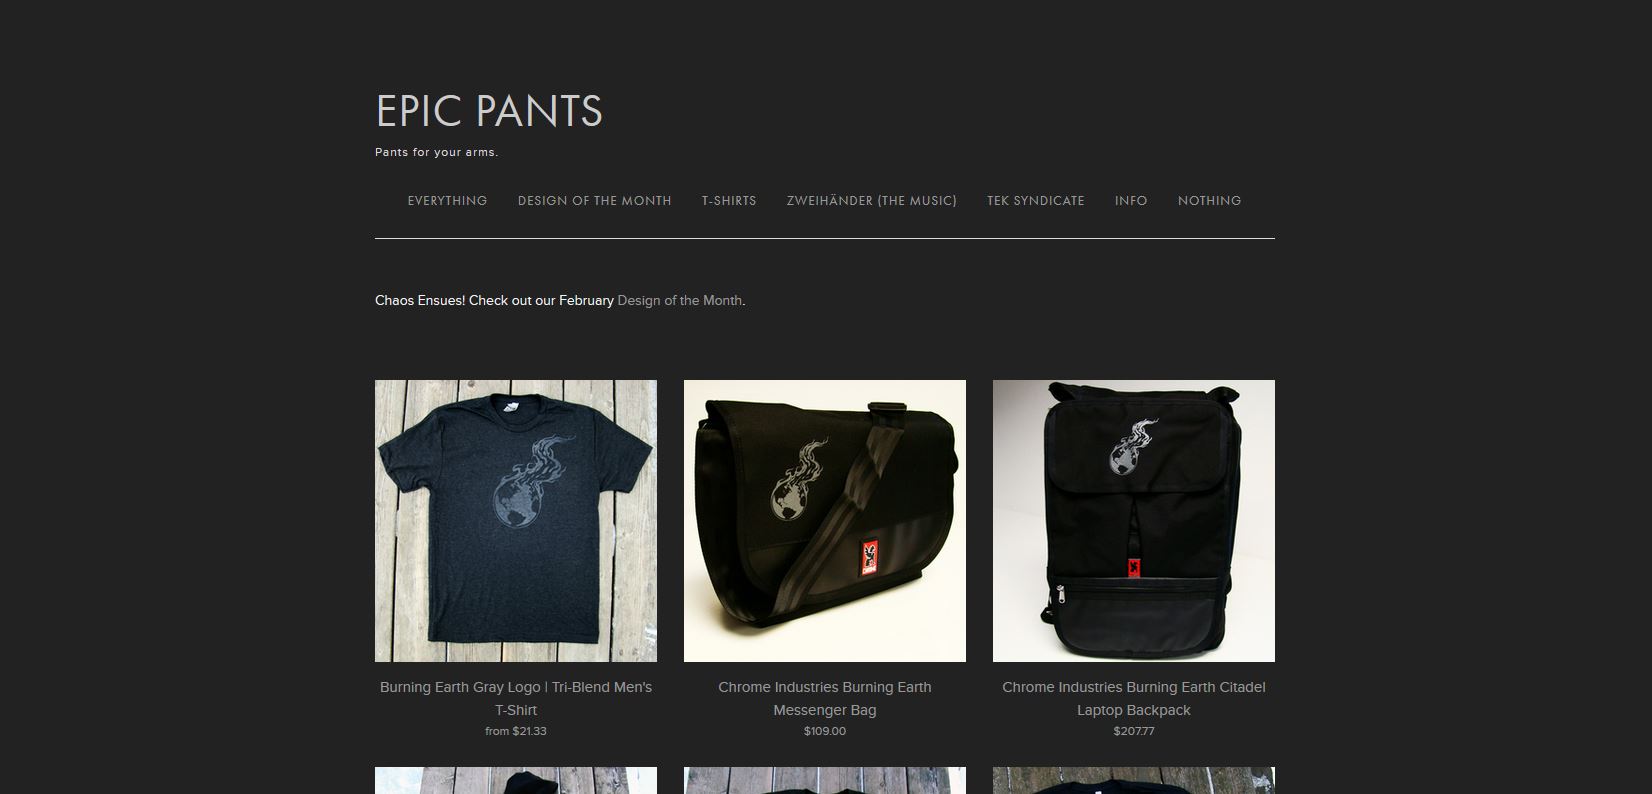 EPIC PANTS
Pants for your arms.
EVERYTHING DESIGN OF THE MONTH T-SHIRTS ZWEIHÄNDER (THE MUSIC) TEK SYNDICATE INFO NOTHING
Chaos Ensues! Check out our February Design of the Month.
CHROME
Burning Earth Gray Logo | Tri-Blend Men's
T-Shirt
from $21.33
Chrome Industries Burning Earth
Messenger Bag
$109.00
Chrome Industries Burning Earth Citadel
Laptop Backpack
$207.77